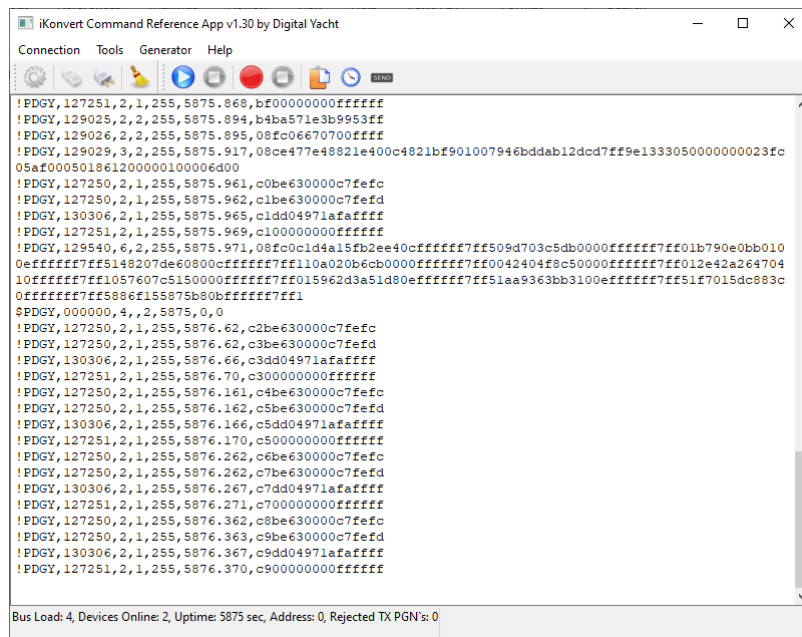 iKonvert Command Reference App v1.30 by Digital Yacht
Connection Tools Generator Help
SEND
!PDGY,127251,2,1,255,5875.868,bf00000000ffffff
!PDGY,129025,2,2,255,5875.894,b4ba571e3b9953ff
!PDGY,129026,2,2,255,5875.895,08fc06670700ffff
!PDGY,129029,3,2,255,5875.917,08ce477e48821e400c4821bf901007946bddab12dcd7ff9e1333050000000023fc
05af000501861200000100006d00
!PDGY,127250,2,1,255,5875.961,c0be630000c7fefc
!PDGY,127250,2,1,255,5875.962,c1be630000c7fefd
!PDGY,130306,2,1,255,5875.965,c1dd04971afaffff
!PDGY,127251,2,1,255,5875.969,c100000000ffffff
!PDGY,129540,6,2,255,5875.971,08fc0c1d4a15fb2ee40cffffff7ff509d703c5db0000ffffff7ff01b790e0bb010
0effffff7ff5148207de60800cffffff7ff110a020b6cb0000ffffff7ff0042404f8c50000ffffff7ff012e42a264704
10ffffff7ff1057607c5150000ffffff7ff015962d3a51d80effffff7ff51aa9363bb3100effffff7ff51f7015dc883c
0fffffff7ff5886f155875b80bffffff7ff1
$PDGY,000000,4,,2,5875,0,0
!PDGY,127250,2,1,255,5876.62,c2be630000c7fefc
!PDGY,127250,2,1,255,5876.62,c3be630000c7fefd
!PDGY,130306,2,1,255,5876.66,c3dd04971afaffff
!PDGY,127251,2,1,255,5876.70,c300000000ffffff
!PDGY,127250,2,1,255,5876.161,c4be630000c7fefc
!PDGY,127250,2,1,255,5876.162,c5be630000c7fefd
!PDGY,130306,2,1,255,5876.166,c5dd04971afaffff
!PDGY,127251,2,1,255,5876.170,c500000000ffffff
!PDGY,127250,2,1,255,5876.262,c6be630000c7fefc
!PDGY,127250,2,1,255,5876.262,c7be630000c7fefd
!PDGY,130306,2,1,255,5876.267,c7dd04971afaffff
!PDGY,127251,2,1,255,5876.271,c700000000ffffff
!PDGY,127250,2,1,255,5876.362,c8be630000c7fefc
!PDGY,127250,2,1,255,5876.363,c9be630000c7fefd
!PDGY,130306,2,1,255,5876.367,c9dd04971afaffff
!PDGY,127251,2,1,255,5876.370,c900000000ffffff
Bus Load: 4, Devices Online: 2, Uptime: 5875 sec, Address: 0, Rejected TX PGN`s: 0